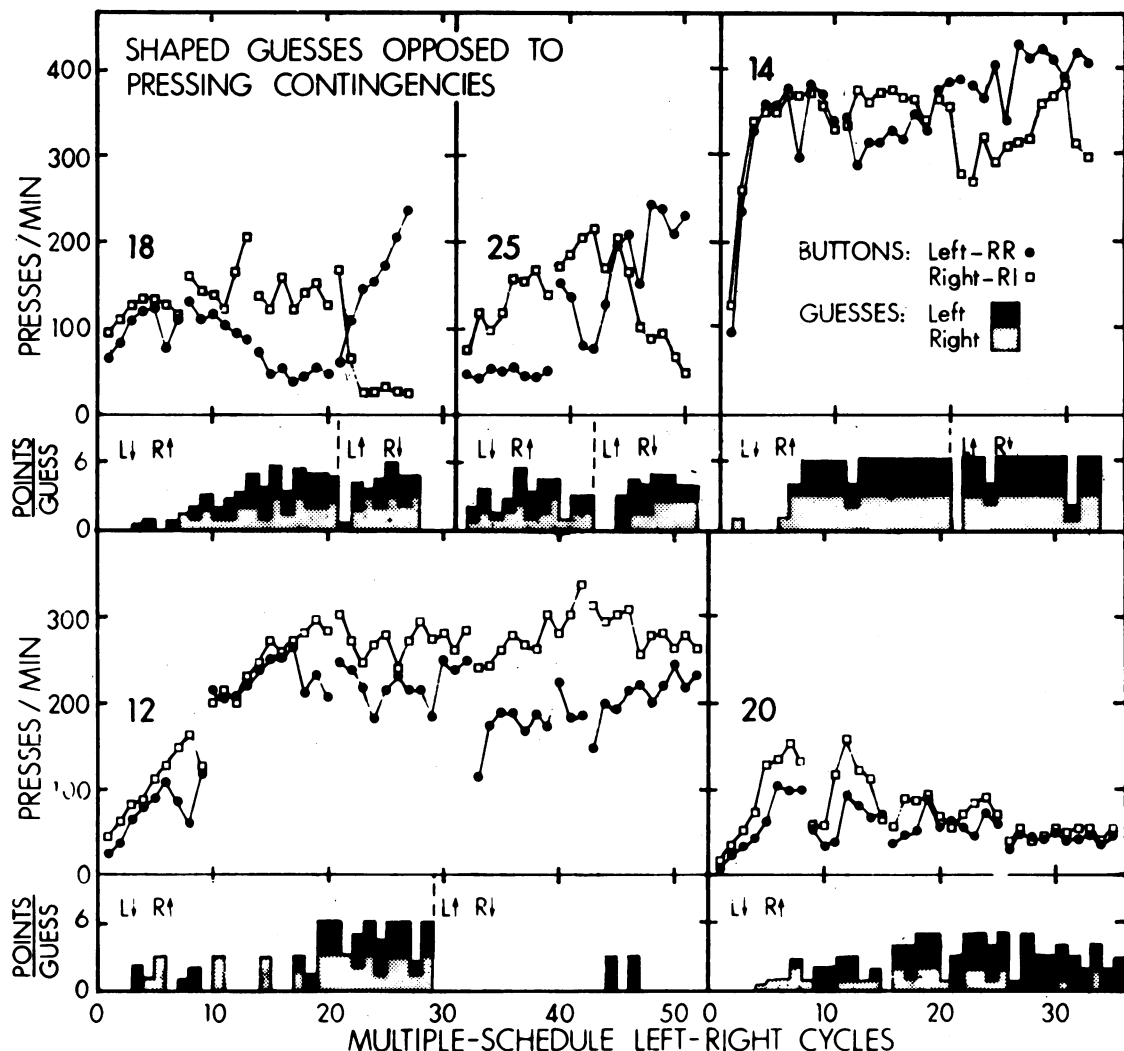 SHAPED GUESSES OPPOSED TO
PRESSING CONTINGENCIES
400
300
200
100
0
PRESSES / MIN
18
25
14
BUTTONS: Left-RR ●
Right-RI □
GUESSES: Left
Right
POINTS
GUESS
6
0
L↓ R↑
L↑ R↓
L↓ R↑
L↑ R↓
L↓ R↑
L↑ R↓
PRESSES / MIN
300
200
0
12
20
POINTS
GUESS
6
0
L↓ R↑
L↑ R↓
L↓ R↑
0 10 20 30 40 50 0 10 20 30
MULTIPLE-SCHEDULE LEFT-RIGHT CYCLES